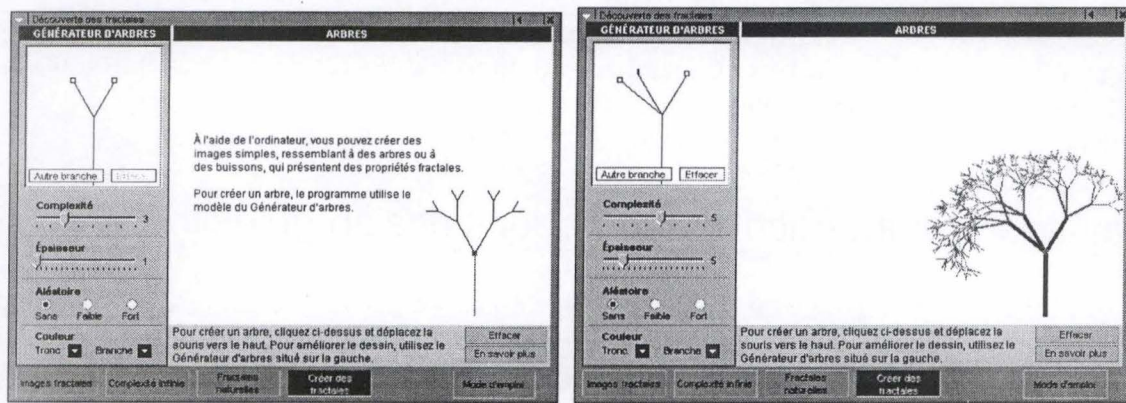 Découverte des fractales
GÉNÉRATEUR D'ARBRES
ARBRES
À l'aide de l'ordinateur, vous pouvez créer des
images simples, ressemblant à des arbres ou à
des buissons, qui présentent des propriétés fractales.
Pour créer un arbre, le programme utilise le
modèle du Générateur d'arbres.
Autre branche
Effacer
Complexité
3
Épaisseur
1
Aléatoire
Sans Faible Fort
Couleur
Tronc Branche
Pour créer un arbre, cliquez ci-dessus et déplacez la
souris vers le haut. Pour améliorer le dessin, utilisez le
Générateur d'arbres situé sur la gauche.
Effacer
En savoir plus
Images fractales
Complexité infinie
Fractales
naturelles
Créer des
fractales
Mode d'emploi
Découverte des fractales
GÉNÉRATEUR D'ARBRES
ARBRES
Autre branche
Effacer
Complexité
5
Épaisseur
5
Aléatoire
Sans Faible Fort
Couleur
Tronc Branche
Pour créer un arbre, cliquez ci-dessus et déplacez la
souris vers le haut. Pour améliorer le dessin, utilisez le
Générateur d'arbres situé sur la gauche.
Effacer
En savoir plus
Images fractales
Complexité infinie
Fractales
naturelles
Créer des
fractales
Mode d'emploi